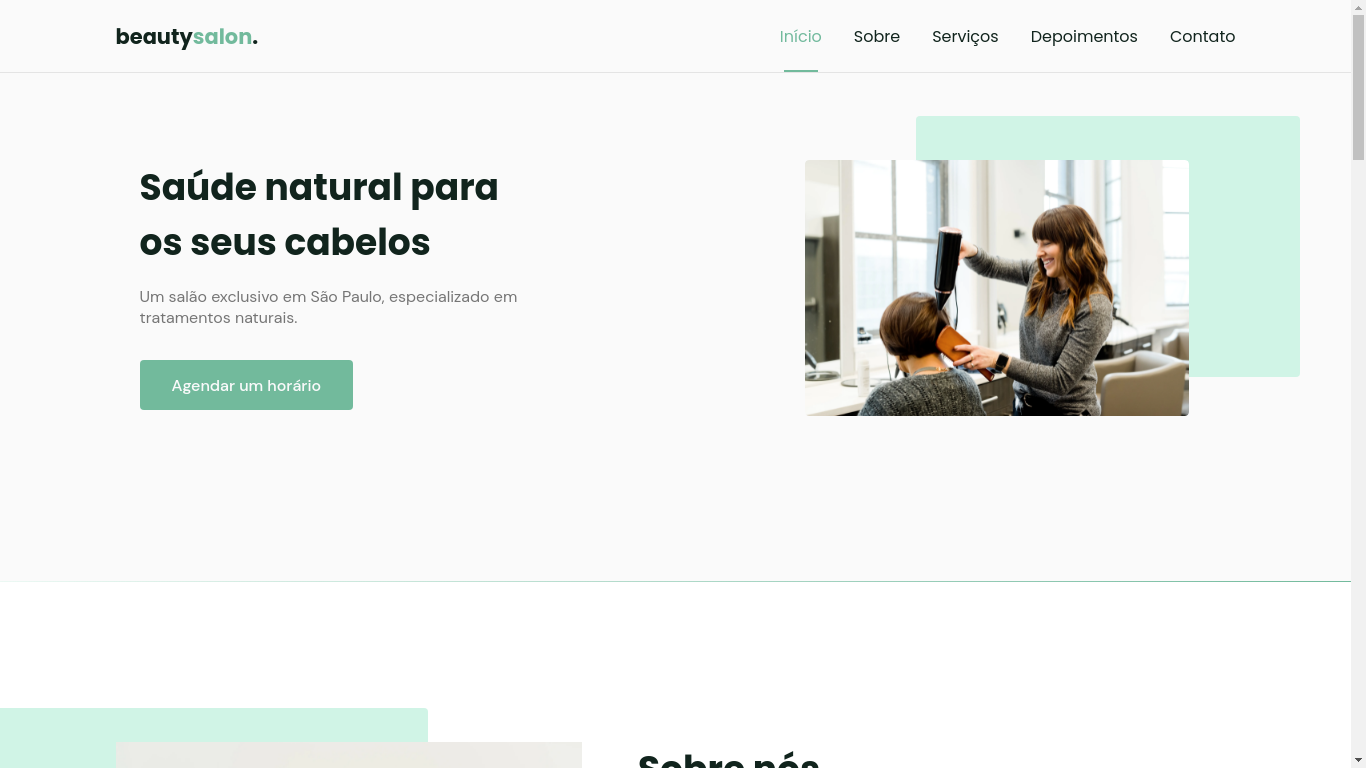 beautysalon.
Início
Sobre
Serviços
Depoimentos
Contato
Saúde natural para
os seus cabelos
Um salão exclusivo em São Paulo, especializado em
tratamentos naturais.
Agendar um horário
Sobre nós